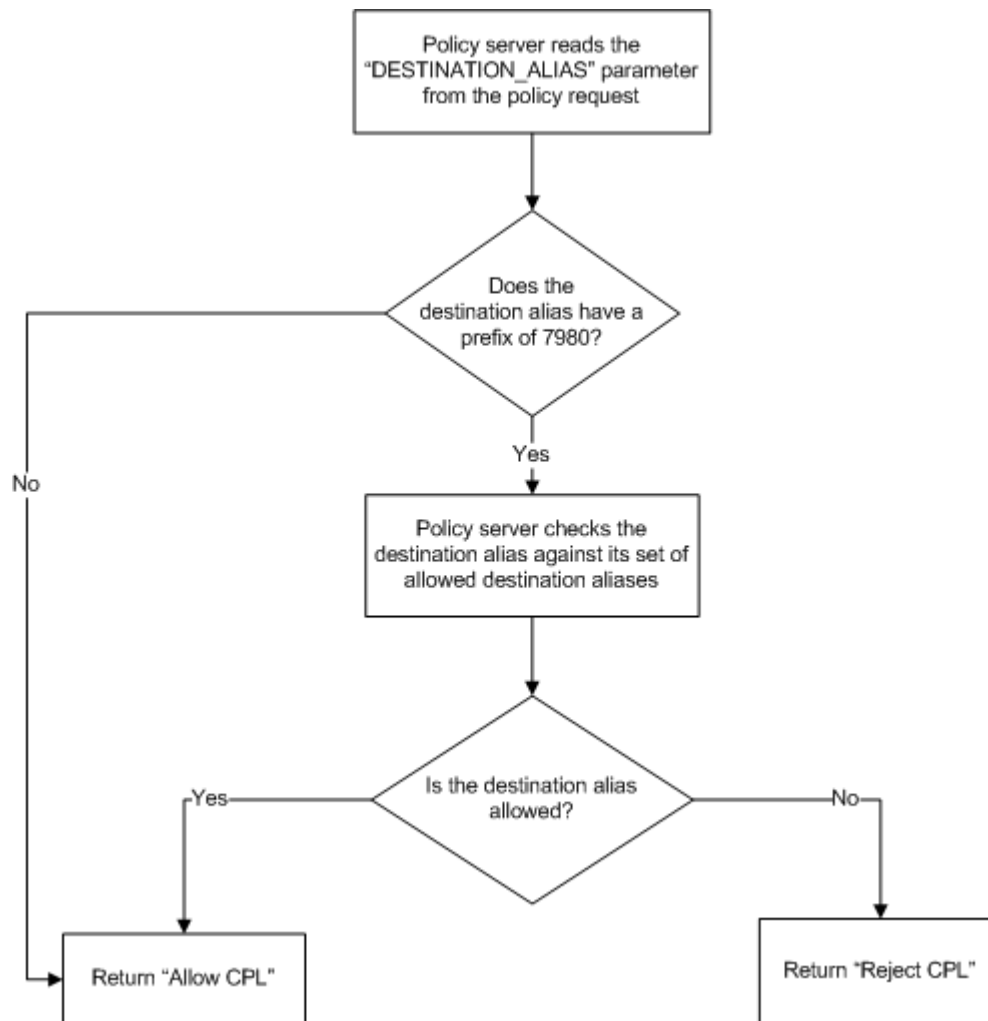 Policy server reads the
“DESTINATION_ALIAS” parameter
from the policy request
Does the
destination alias have a
prefix of 7980?
Yes
No
Policy server checks the
destination alias against its set of
allowed destination aliases
Is the destination alias
allowed?
Yes
No
Return “Allow CPL”
Return “Reject CPL”